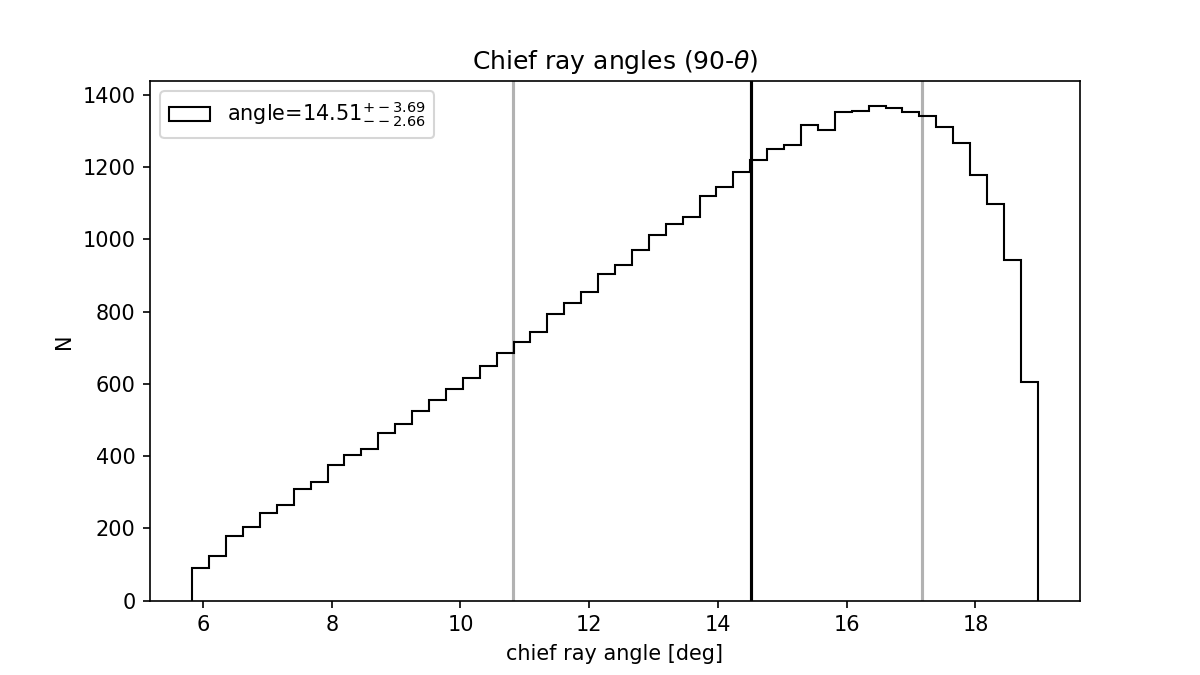 Chief ray angles (90-θ)
angle=14.51^{+−3.69}_{−−2.66}
N
1400
1200
1000
800
600
400
200
0
6 8 10 12 14 16 18
chief ray angle [deg]